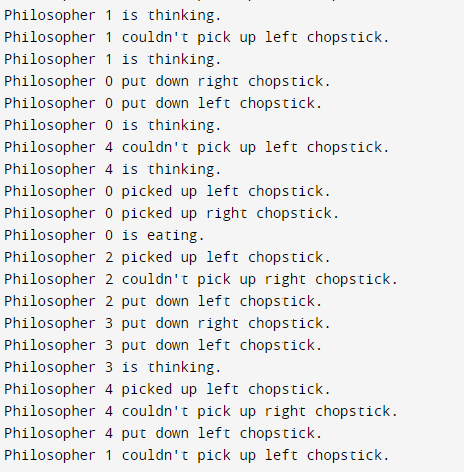 Philosopher 1 is thinking.
Philosopher 1 couldn't pick up left chopstick.
Philosopher 1 is thinking.
Philosopher 0 put down right chopstick.
Philosopher 0 put down left chopstick.
Philosopher 0 is thinking.
Philosopher 4 couldn't pick up left chopstick.
Philosopher 4 is thinking.
Philosopher 0 picked up left chopstick.
Philosopher 0 picked up right chopstick.
Philosopher 0 is eating.
Philosopher 2 picked up left chopstick.
Philosopher 2 couldn't pick up right chopstick.
Philosopher 2 put down left chopstick.
Philosopher 3 put down right chopstick.
Philosopher 3 put down left chopstick.
Philosopher 3 is thinking.
Philosopher 4 picked up left chopstick.
Philosopher 4 couldn't pick up right chopstick.
Philosopher 4 put down left chopstick.
Philosopher 1 couldn't pick up left chopstick.